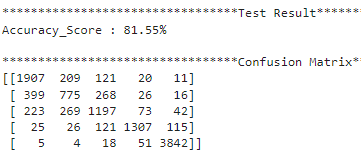 *********************************Test Result*******
Accuracy_Score : 81.55%
*********************************Confusion Matrix*
[[1907  209  121   20   11]
 [ 399  775  268   26   16]
 [ 223  269 1197   73   42]
 [  25   26  121 1307  115]
 [   5    4   18   51 3842]]